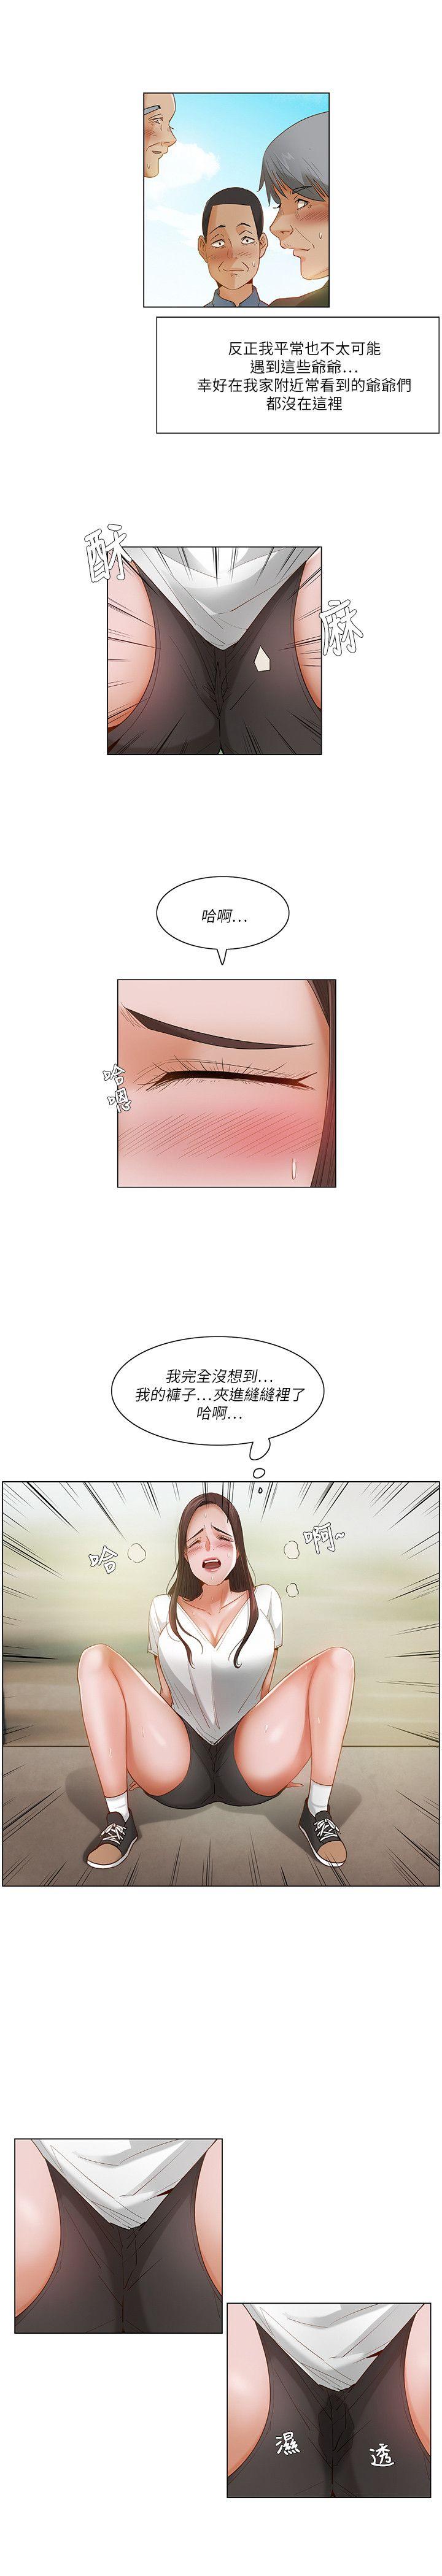 反正我平常也不太可能
遇到這些爺爺...
幸好在我家附近常看到的爺爺們
都沒在這裡
酥
麻
哈啊...
哈
嗯
我完全沒想到...
我的褲子...夾進縫縫裡了
哈啊...
哈
啊~
濕
透